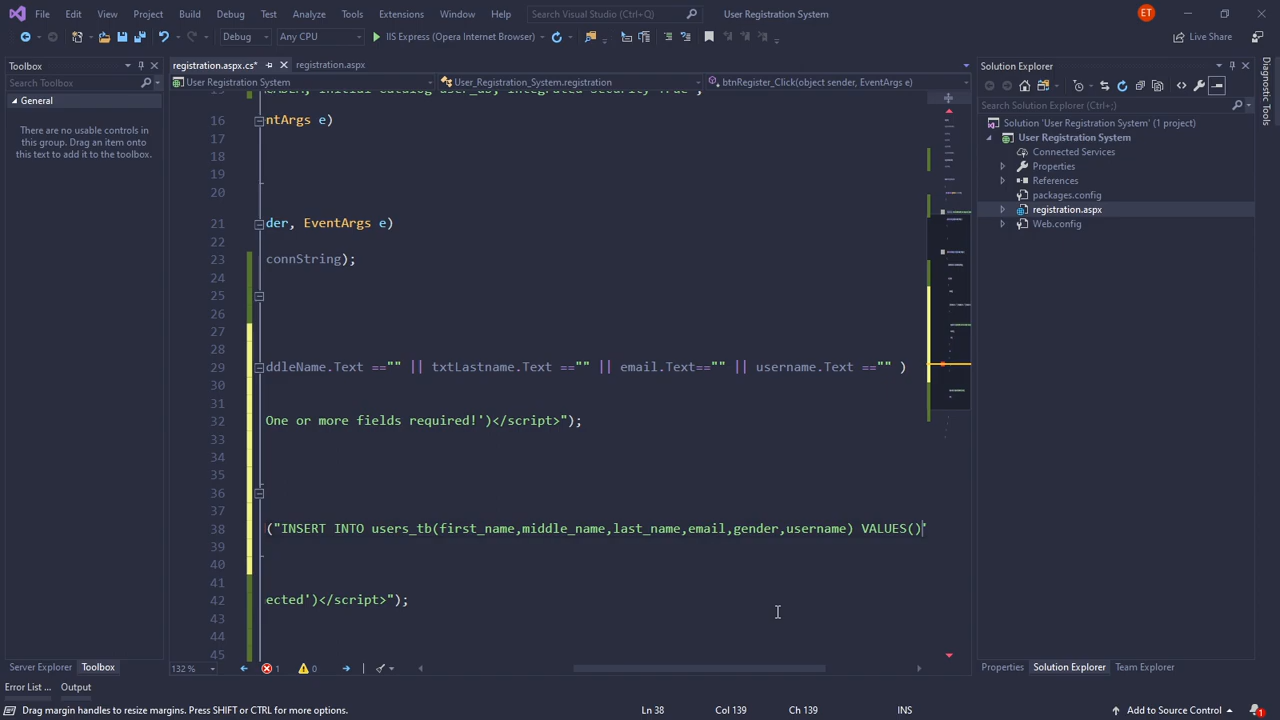 File Edit View Project Build Debug Test Analyze Tools Extensions Window Help Search Visual Studio (Ctrl+Q) User Registration System ET
Debug Any CPU IIS Express (Opera Internet Browser) Live Share
Toolbox
Search Toolbox
General
There are no usable controls in
this group. Drag an item onto
this text to add it to the toolbox.
registration.aspx.cs* registration.aspx
User Registration System User_Registration_System.registration btnRegister_Click(object sender, EventArgs e)
16 ntArgs e)
17
18
19
20
21 der, EventArgs e)
22
23 connString);
24
25
26
27
28
29 ddleName.Text =="" || txtLastname.Text =="" || email.Text=="" || username.Text =="" )
30
31
32 One or more fields required!')</script>");
33
34
35
36
37
38 ("INSERT INTO users_tb(first_name,middle_name,last_name,email,gender,username) VALUES()"
39
40
41
42 ected')</script>");
43
44
45
132 % 1 0
Solution Explorer
Search Solution Explorer (Ctrl+;)
Solution 'User Registration System' (1 project)
User Registration System
Connected Services
Properties
References
packages.config
registration.aspx
Web.config
Diagnostic Tools
Server Explorer Toolbox
Properties Solution Explorer Team Explorer
Error List ... Output
Drag margin handles to resize margins. Press SHIFT or CTRL for more options. Ln 38 Col 139 Ch 139 INS Add to Source Control 1